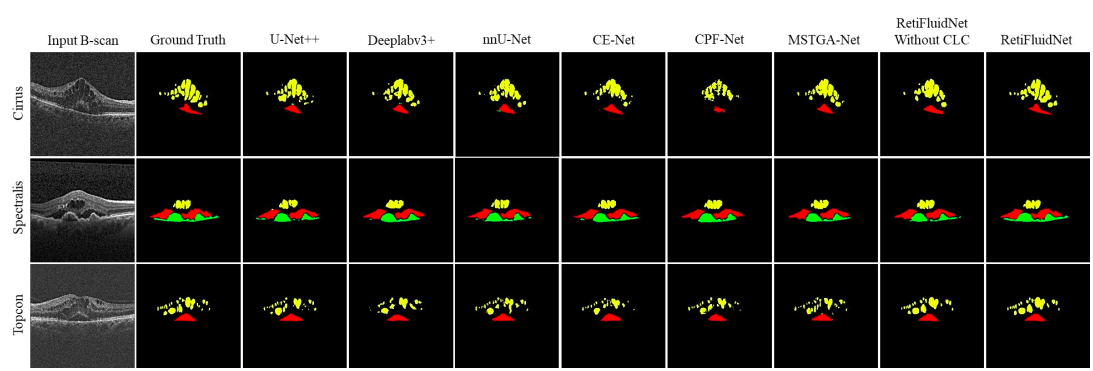 Input B-scan
Ground Truth
U-Net++
Deeplabv3+
nnU-Net
CE-Net
CPF-Net
MSTGA-Net
RetiFluidNet
Without CLC
RetiFluidNet
Cirrus
Spectralis
Topcon